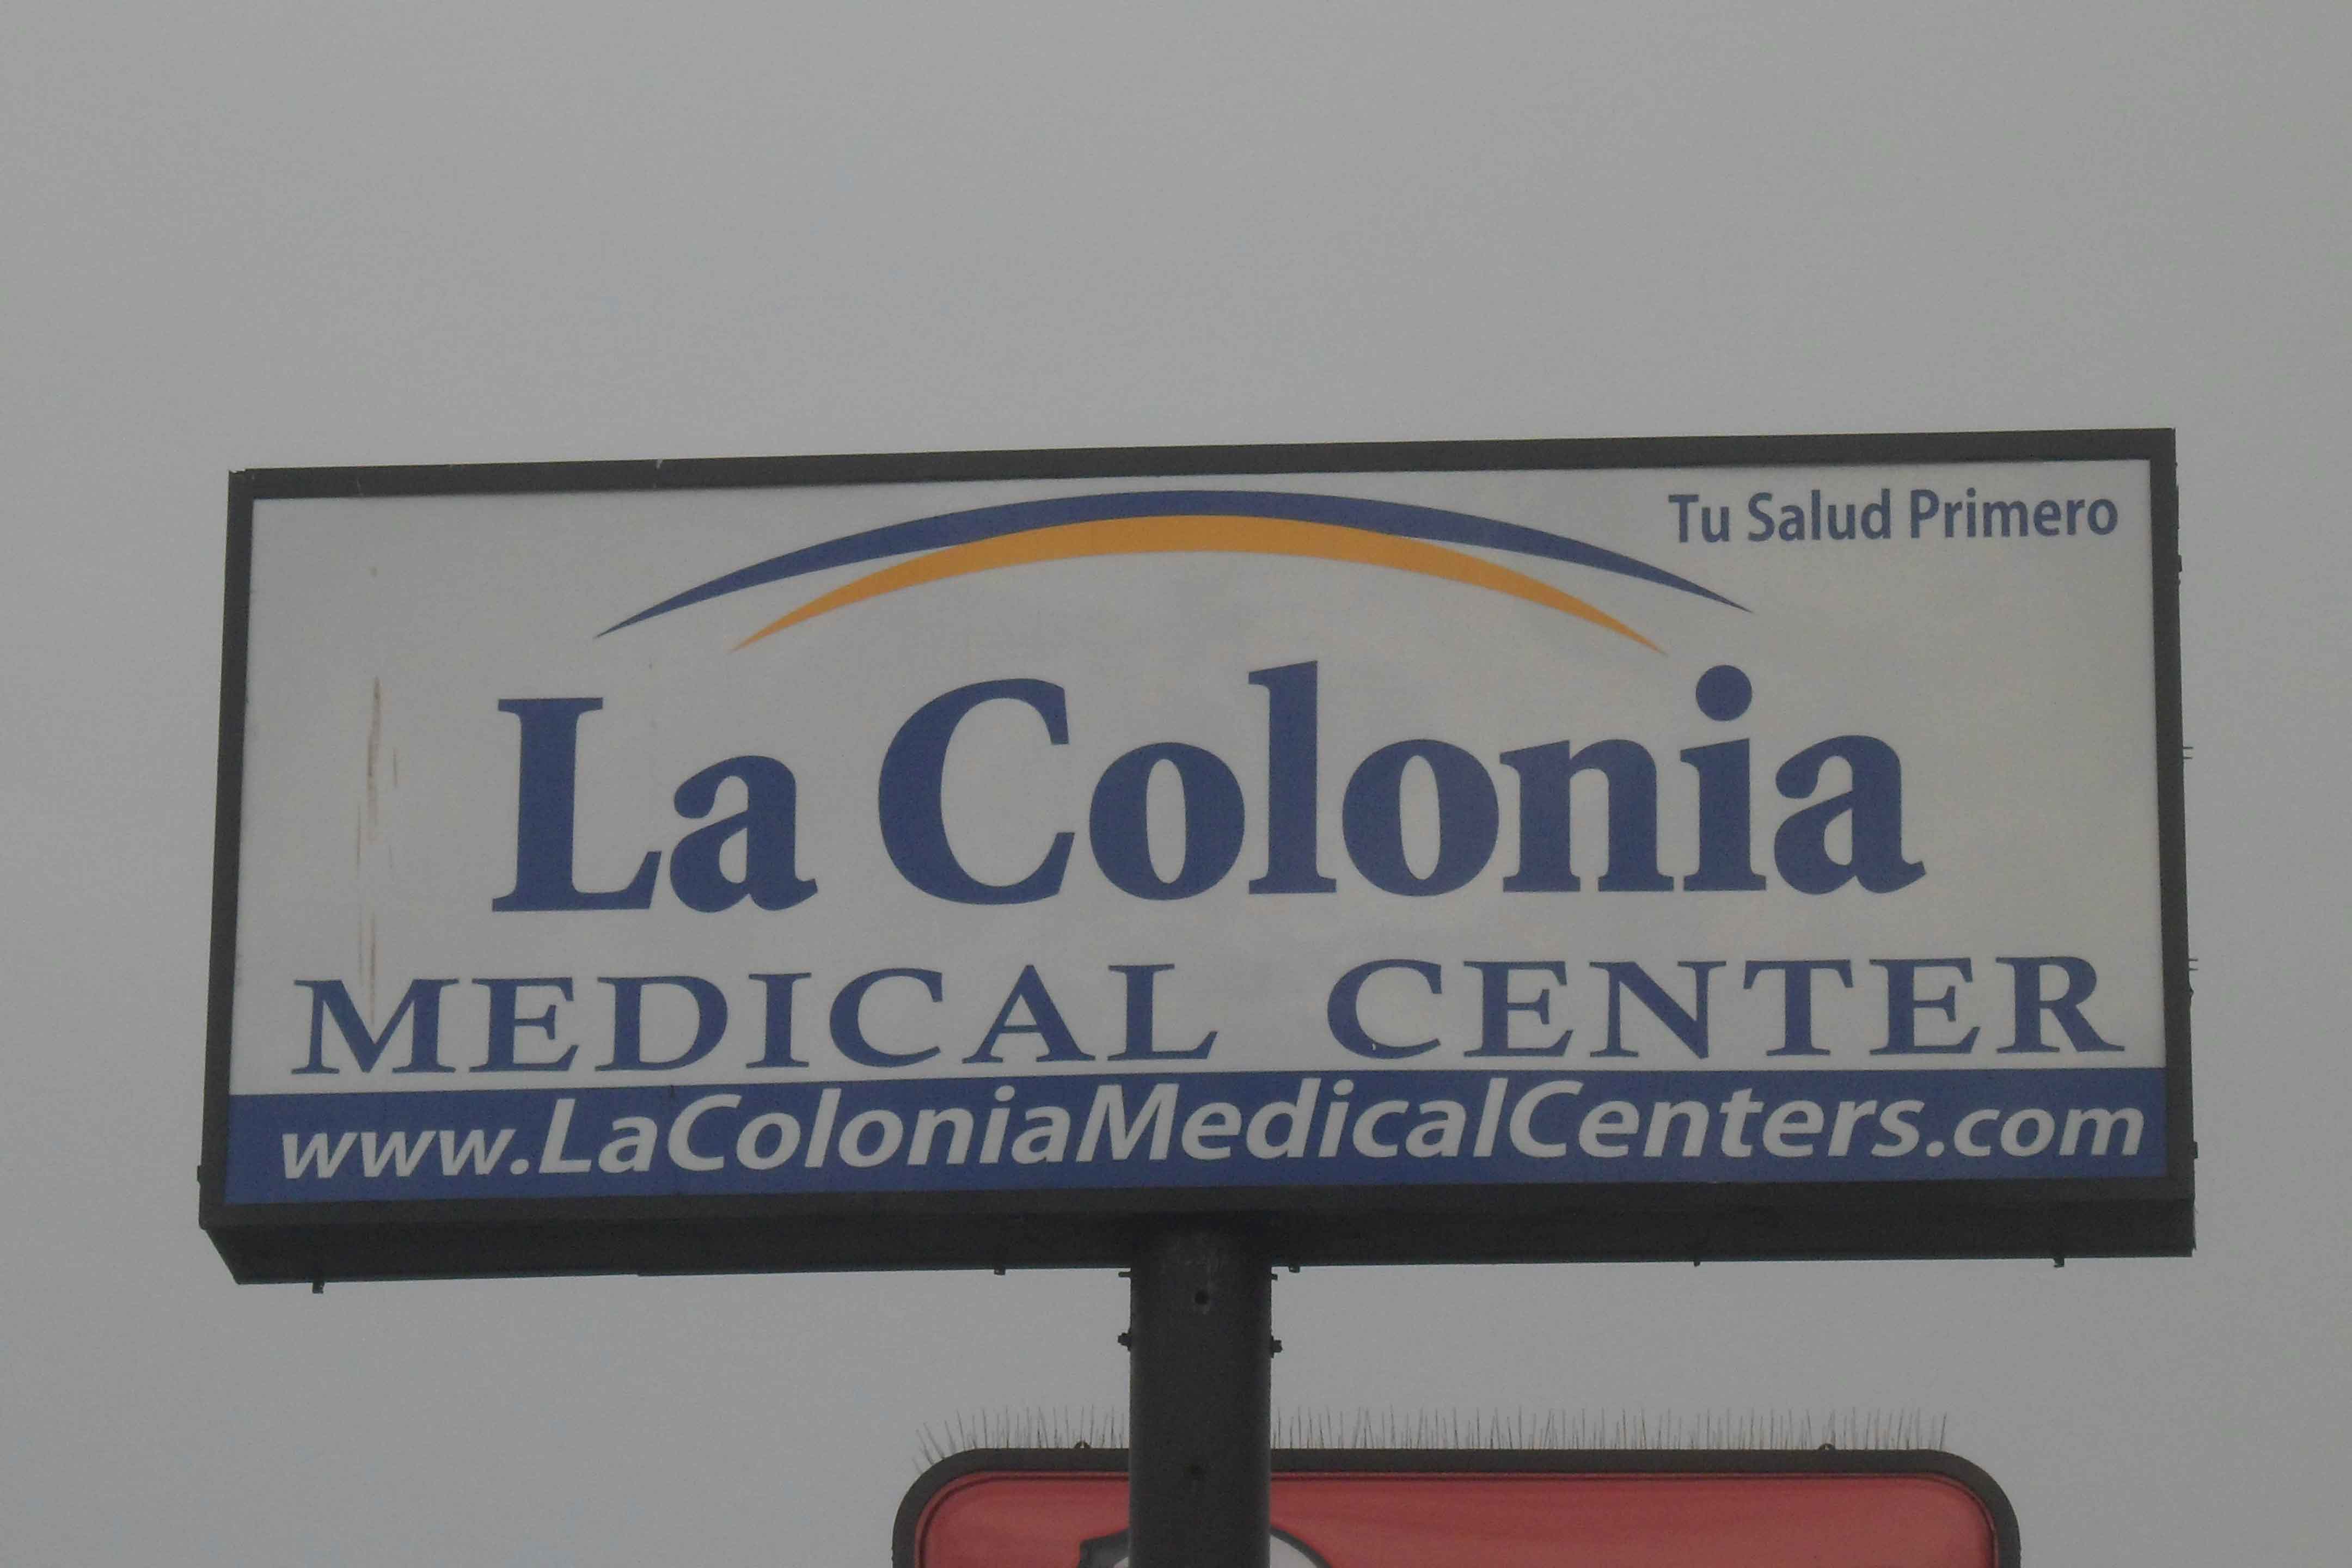 Tu Salud Primero
La Colonia
MEDICAL CENTER
www.LaColoniaMedicalCenters.com